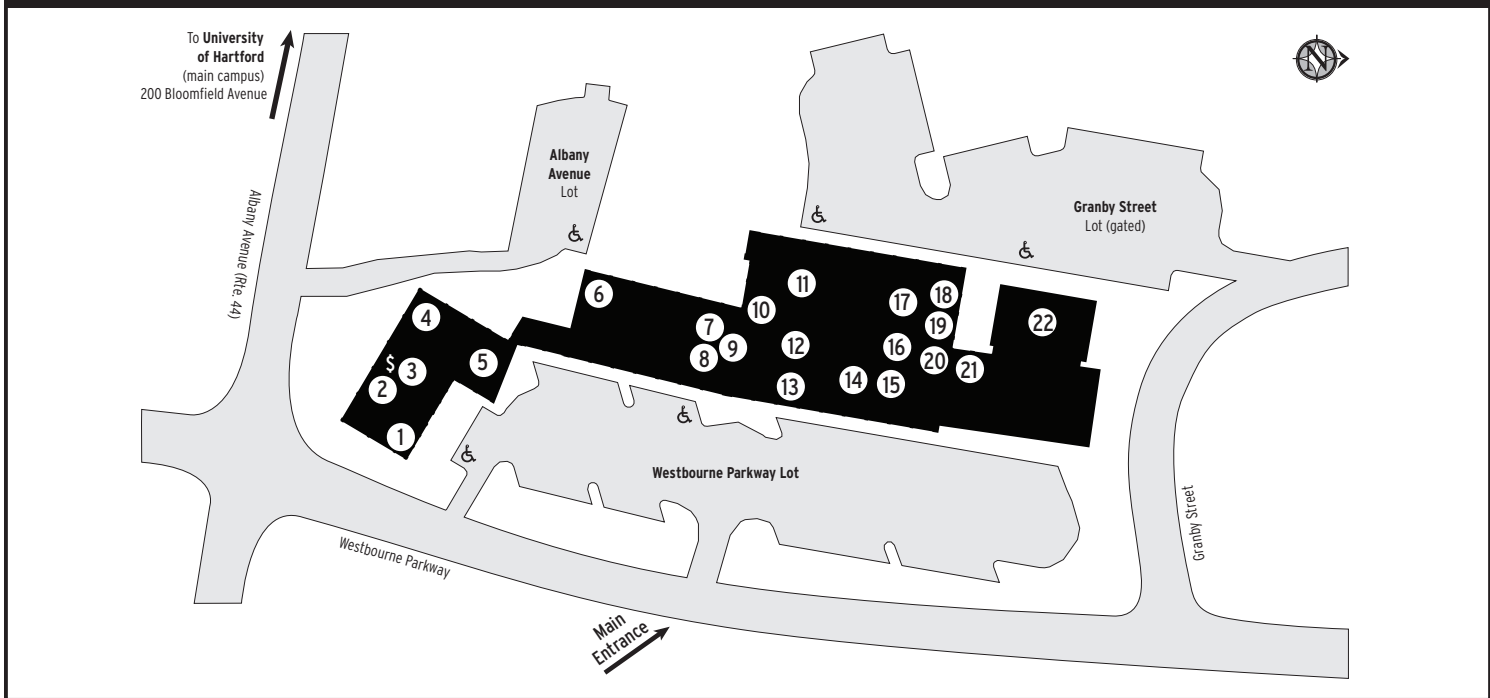 To University
of Hartford
(main campus)
200 Bloomfield Avenue
N
Albany
Avenue
Lot
Albany Avenue (Rte. 44)
Granby Street
Lot (gated)
6
11
18
10
17
4
7
19
22
12
16
8
9
20
$
3
5
21
2
13
14
15
1
Westbourne Parkway Lot
Granby Street
Westbourne Parkway
Main
Entrance